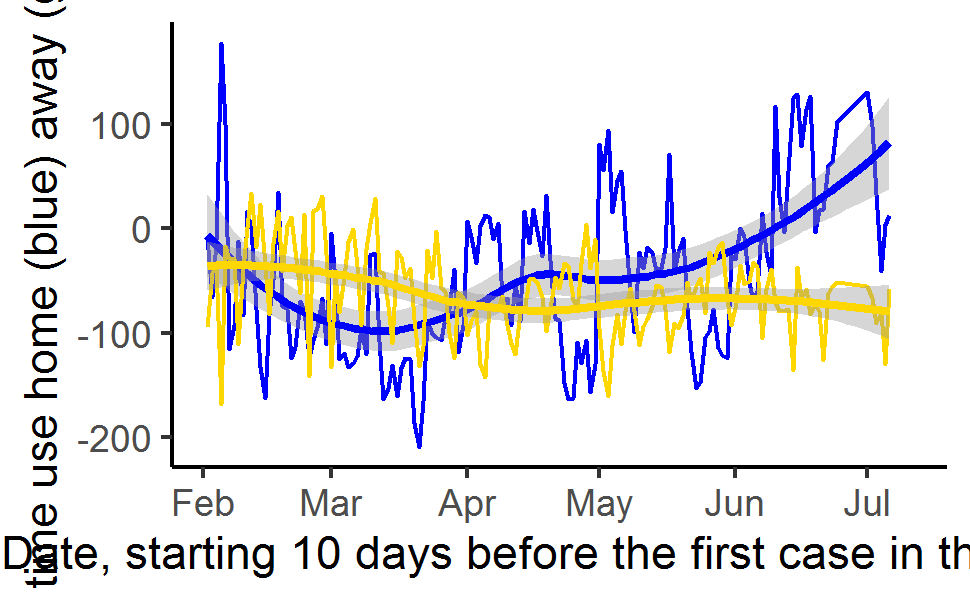 time use home (blue) away (
100
0
-100
-200
Feb Mar Apr May Jun Jul
Date, starting 10 days before the first case in th